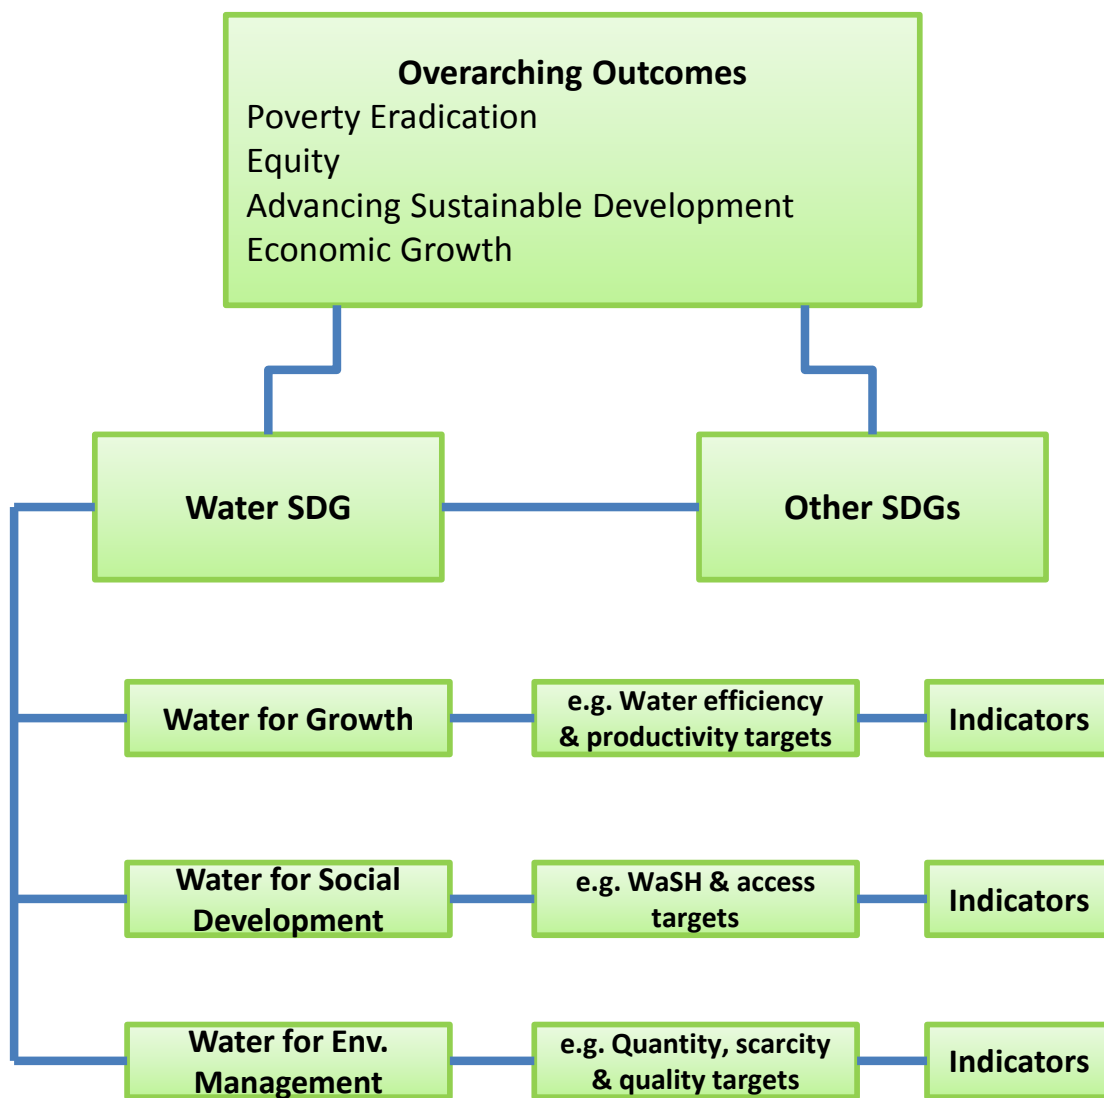 Overarching Outcomes
Poverty Eradication
Equity
Advancing Sustainable Development
Economic Growth
Water SDG
Other SDGs
Water for Growth
e.g. Water efficiency
& productivity targets
Indicators
Water for Social
Development
e.g. WaSH & access
targets
Indicators
Water for Env.
Management
e.g. Quantity, scarcity
& quality targets
Indicators